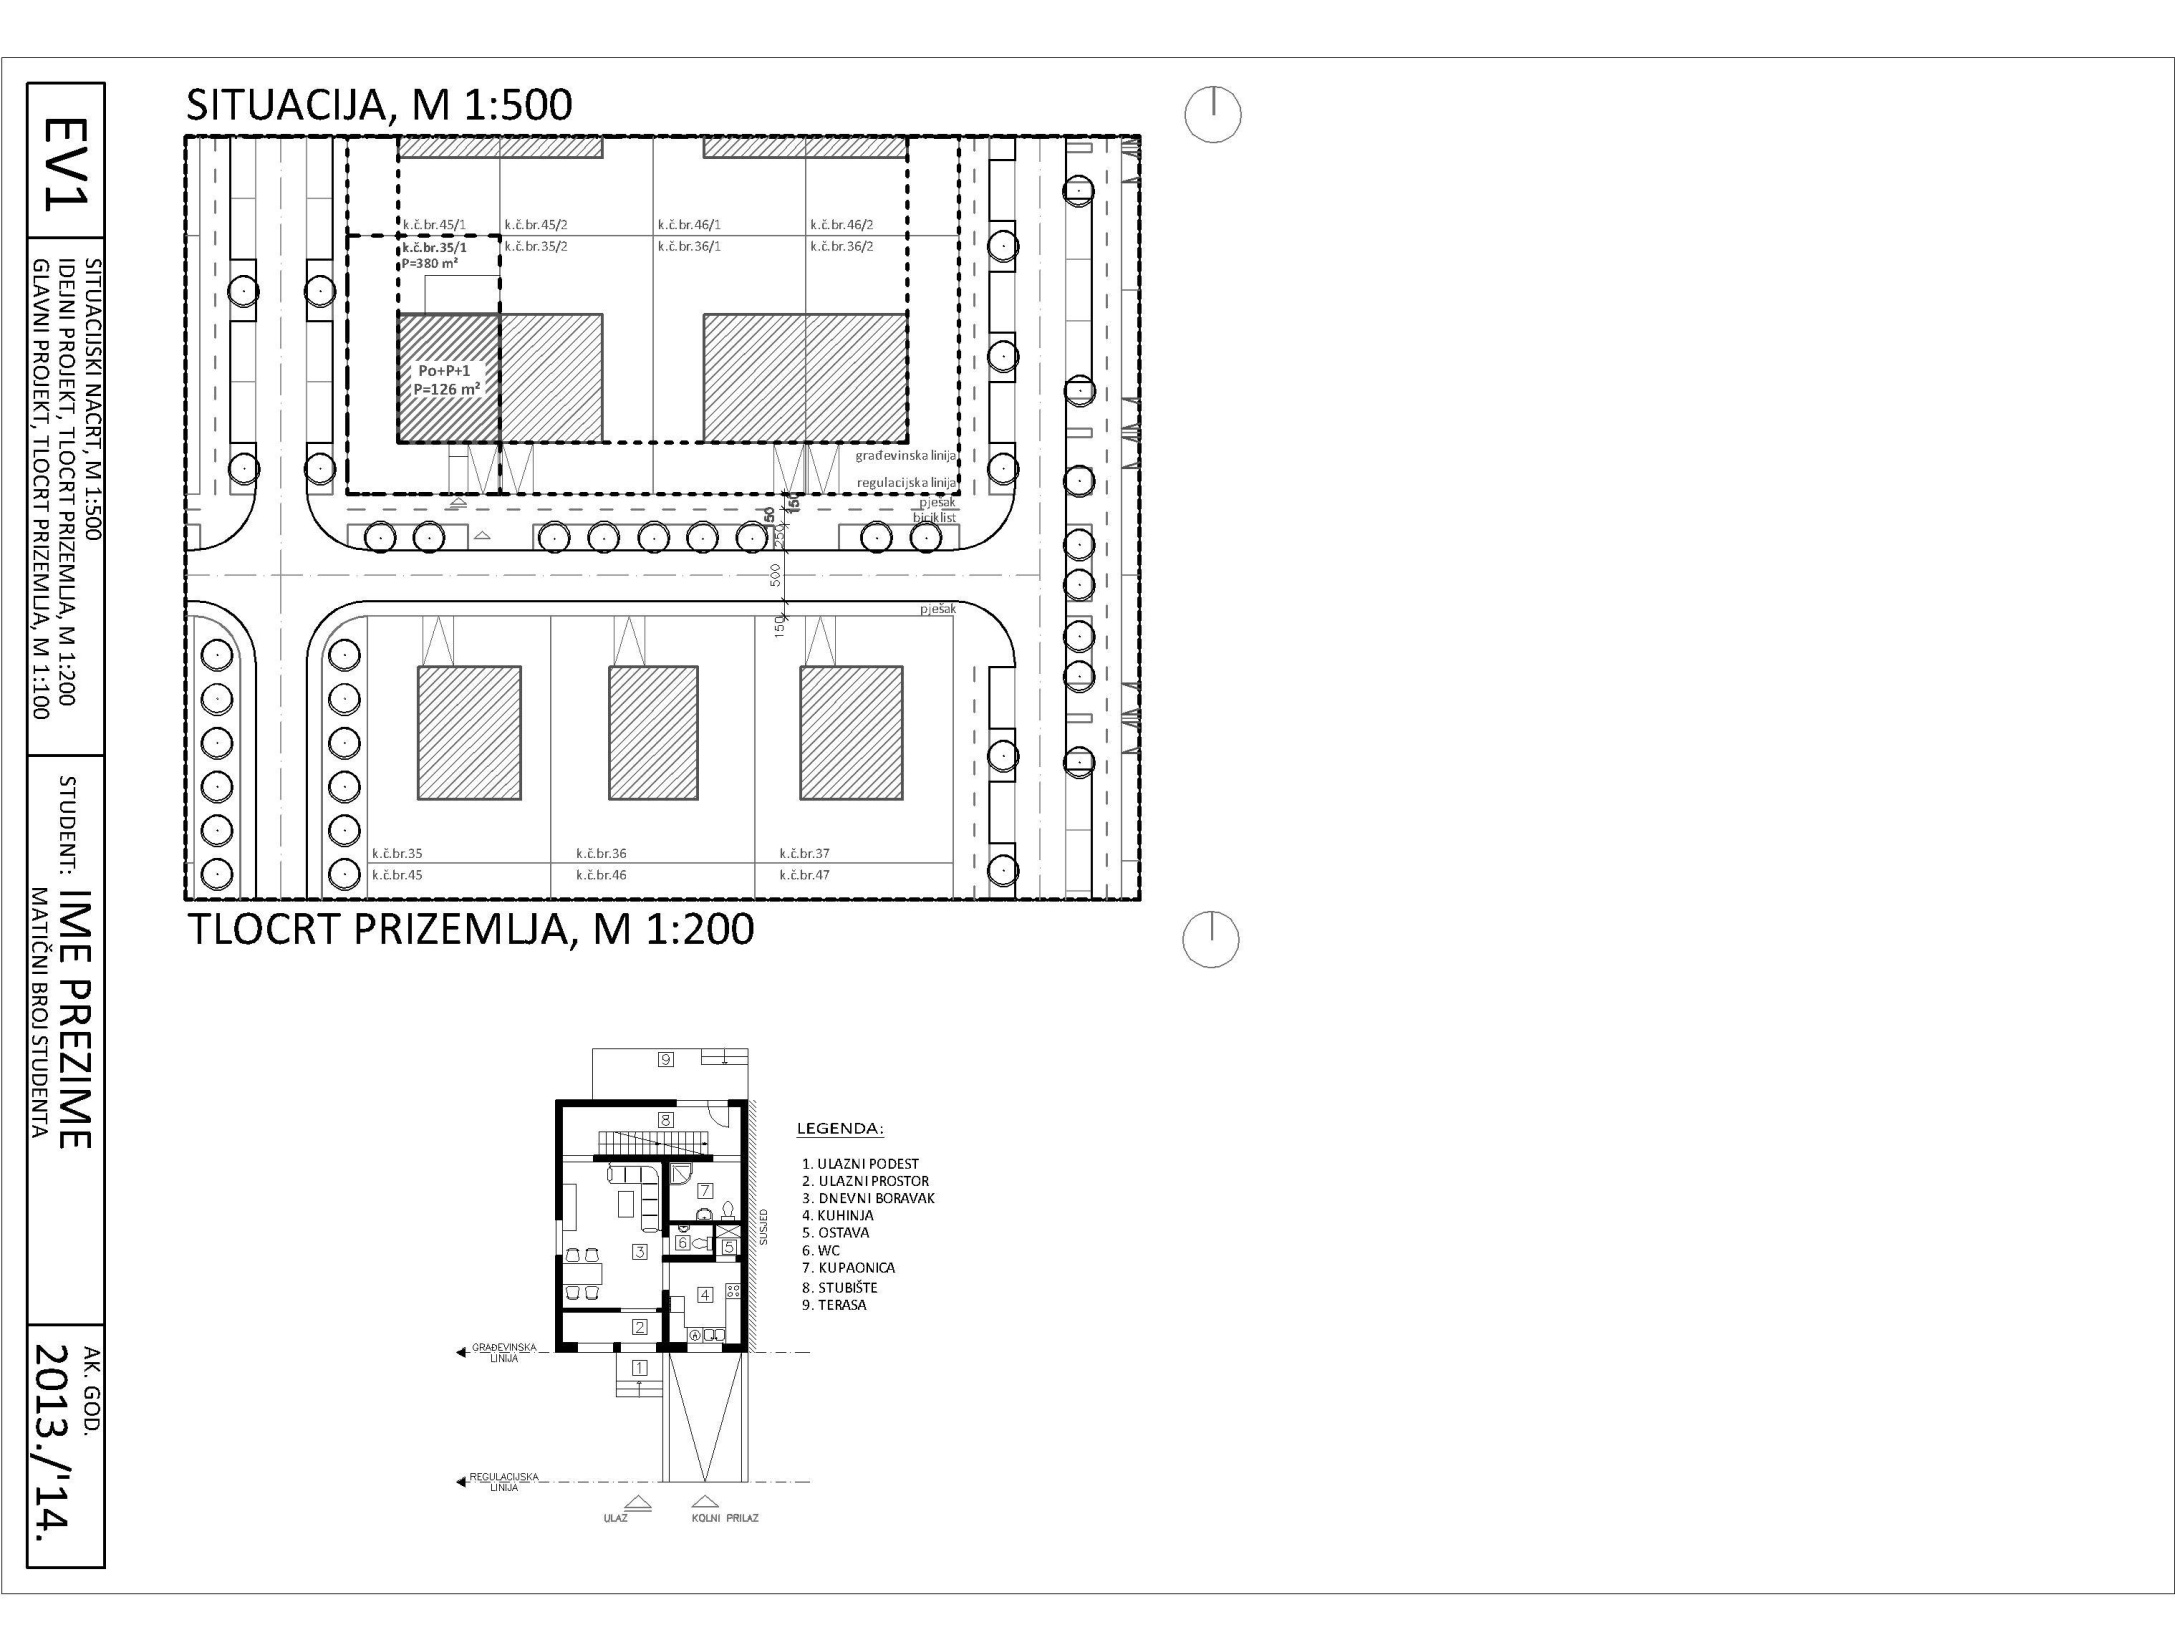 EV1
SITUACIJSKI NACRT, M 1:500
IDEJNI PROJEKT, TLOCRT PRIZEMLJA, M 1:200
GLAVNI PROJEKT, TLOCRT PRIZEMLJA, M 1:100
STUDENT: IME PREZIME
MATIČNI BROJ STUDENTA
AK. GOD.
2013./'14.
SITUACIJA, M 1:500
k.č.br.45/1
k.č.br.45/2
k.č.br.46/1
k.č.br.46/2
k.č.br.35/1
P=380 m²
k.č.br.35/2
k.č.br.36/1
k.č.br.36/2
Po+P+1
P=126 m²
građevinska linija
regulacijska linija
pješak
biciklist
150
150
250
500
150
pješak
k.č.br.35
k.č.br.36
k.č.br.37
k.č.br.45
k.č.br.46
k.č.br.47
TLOCRT PRIZEMLJA, M 1:200
9
8
7
6
5
3
4
2
1
SUSJED
GRAĐEVINSKA
LINIJA
REGULACIJSKA
LINIJA
ULAZ
KOLNI PRILAZ
LEGENDA:
1. ULAZNI PODEST
2. ULAZNI PROSTOR
3. DNEVNI BORAVAK
4. KUHINJA
5. OSTAVA
6. WC
7. KUPAONICA
8. STUBIŠTE
9. TERASA